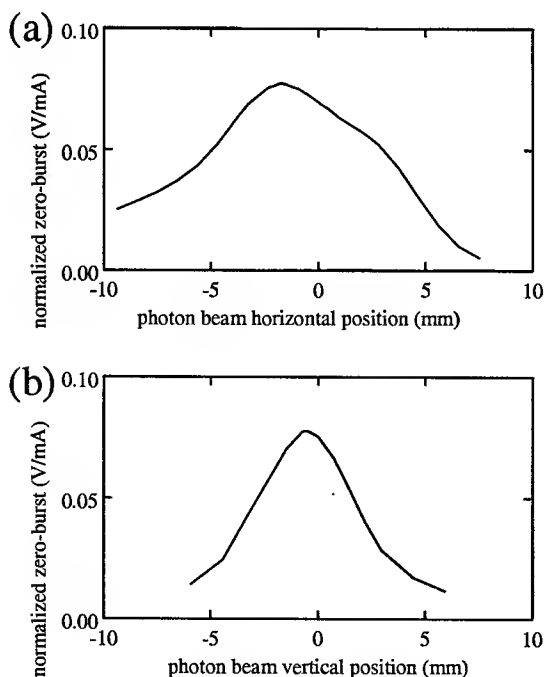 (a)
normalized zero-burst (V/mA)
0.10
0.05
0.00
-10
-5
0
5
10
photon beam horizontal position (mm)
(b)
normalized zero-burst (V/mA)
0.10
0.05
0.00
-10
-5
0
5
10
photon beam vertical position (mm)